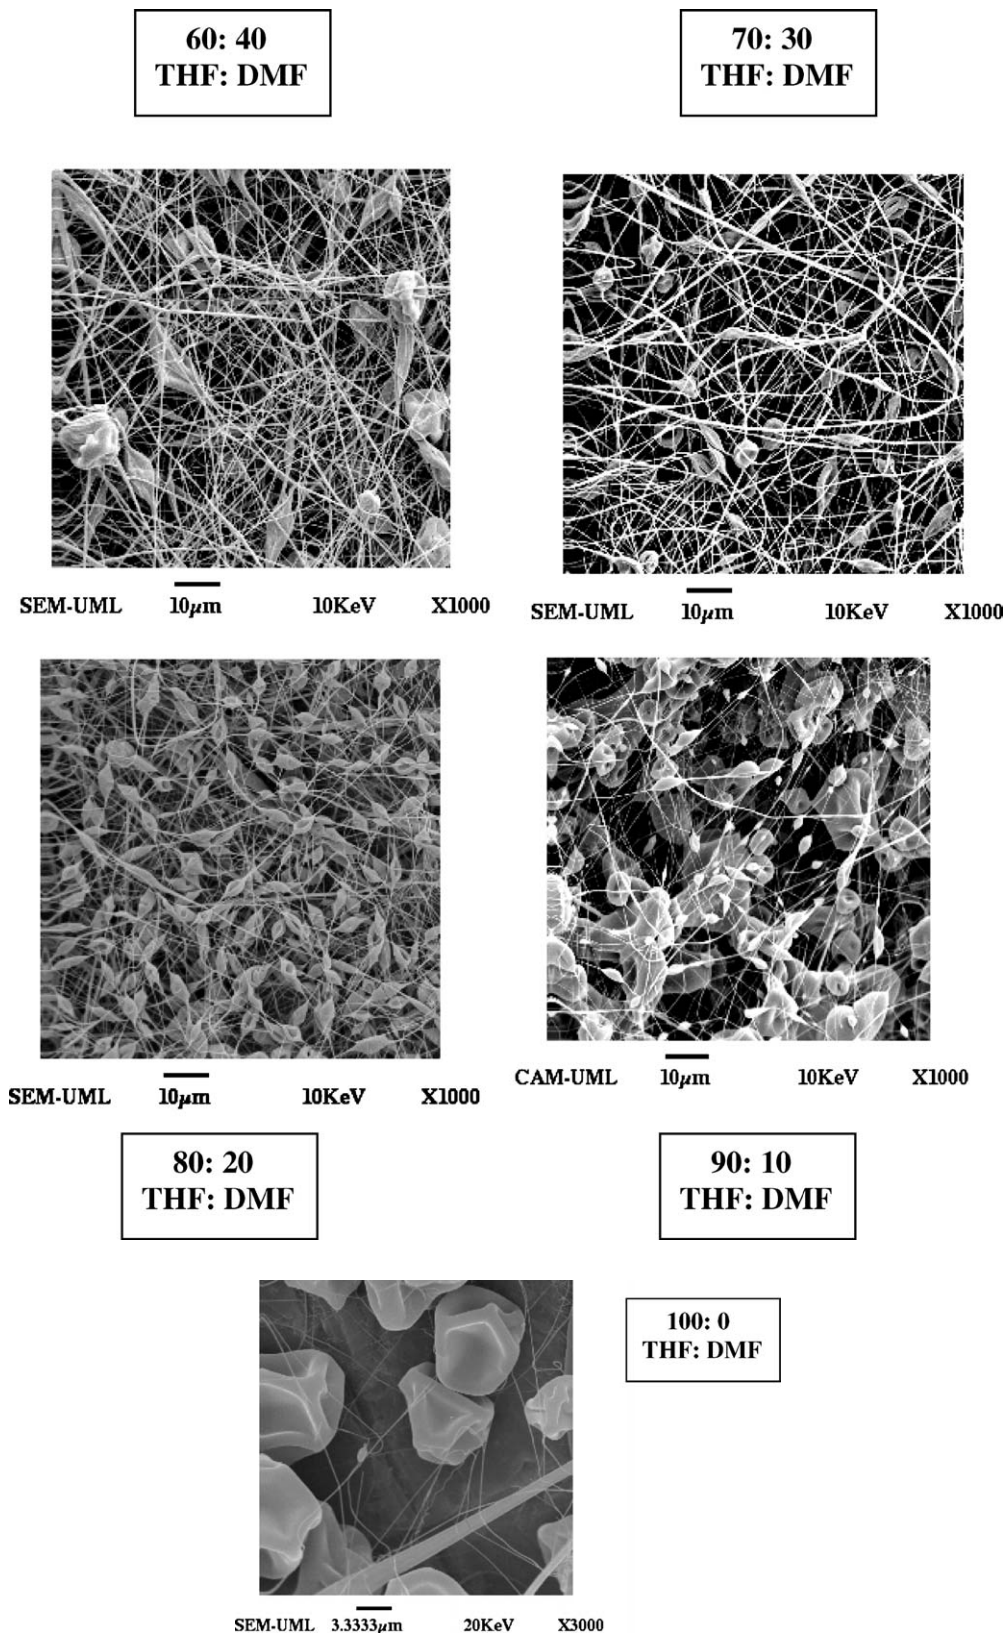 60: 40
THF: DMF
70: 30
THF: DMF
SEM-UML 10μm 10KeV X1000
SEM-UML 10μm 10KeV X1000
SEM-UML 10μm 10KeV X1000
CAM-UML 10μm 10KeV X1000
80: 20
THF: DMF
90: 10
THF: DMF
100: 0
THF: DMF
SEM-UML 3.3333μm 20KeV X3000